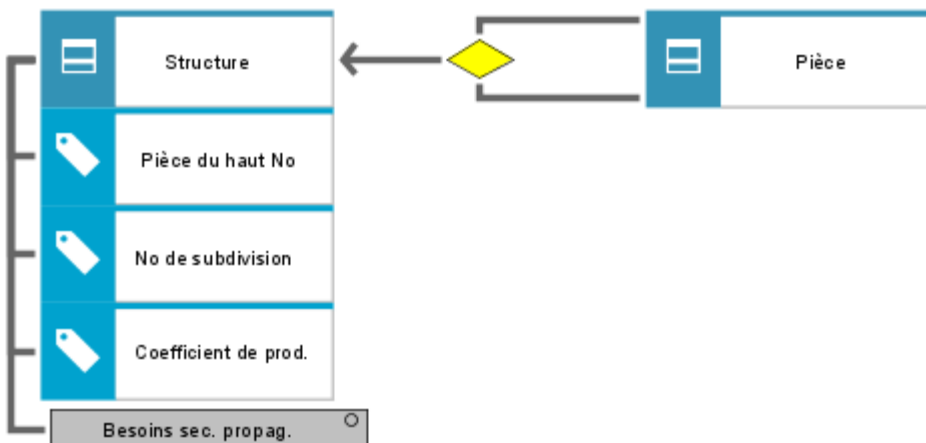 Structure
Pièce
Pièce du haut No
No de subdivision
Coefficient de prod.
Besoins sec. propag.